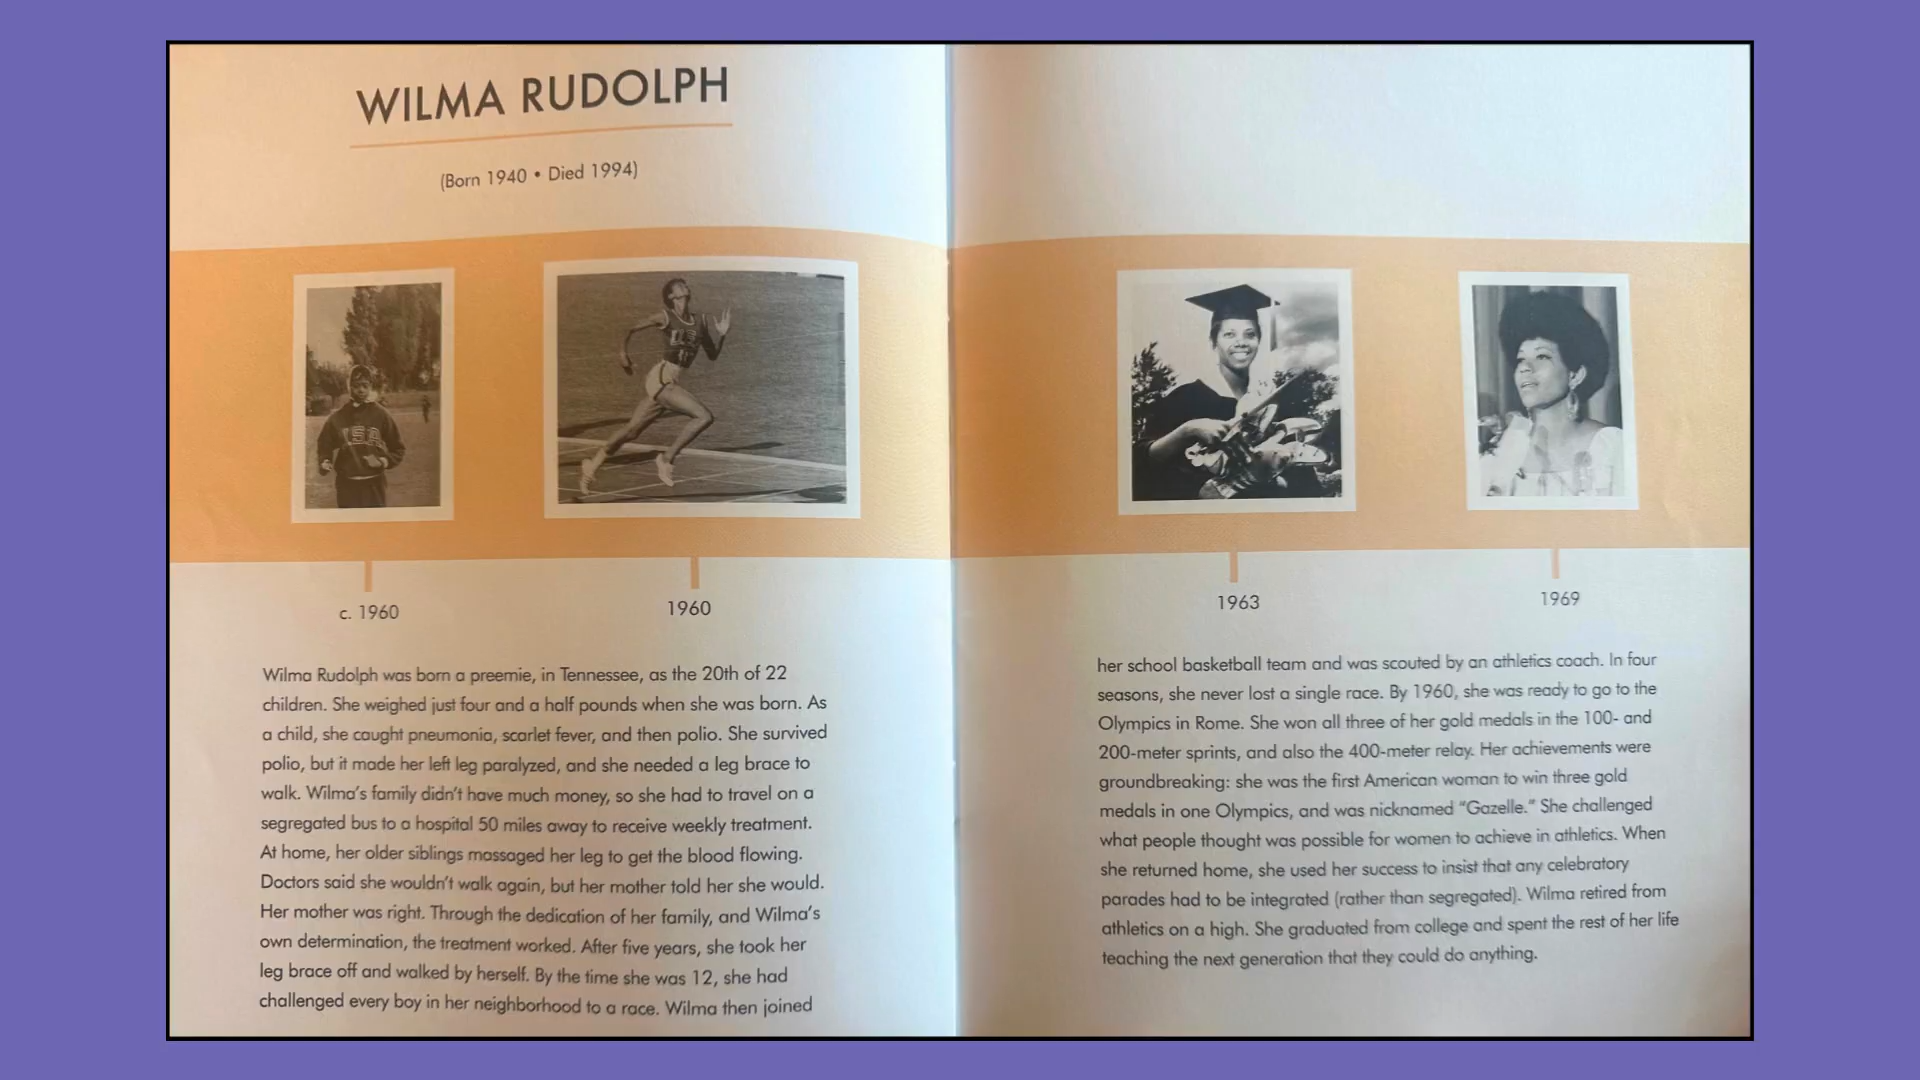 WILMA RUDOLPH
(Born 1940 • Died 1994)
USA
c. 1960
1960
1963
1969
Wilma Rudolph was born a preemie, in Tennessee, as the 20th of 22
children. She weighed just four and a half pounds when she was born. As
a child, she caught pneumonia, scarlet fever, and then polio. She survived
polio, but it made her left leg paralyzed, and she needed a leg brace to
walk. Wilma's family didn't have much money, so she had to travel on a
segregated bus to a hospital 50 miles away to receive weekly treatment.
At home, her older siblings massaged her leg to get the blood flowing.
Doctors said she wouldn't walk again, but her mother told her she would.
Her mother was right. Through the dedication of her family, and Wilma's
own determination, the treatment worked. After five years, she took her
leg brace off and walked by herself. By the time she was 12, she had
challenged every boy in her neighborhood to a race. Wilma then joined
her school basketball team and was scouted by an athletics coach. In four
seasons, she never lost a single race. By 1960, she was ready to go to the
Olympics in Rome. She won all three of her gold medals in the 100- and
200-meter sprints, and also the 400-meter relay. Her achievements were
groundbreaking: she was the first American woman to win three gold
medals in one Olympics, and was nicknamed “Gazelle.” She challenged
what people thought was possible for women to achieve in athletics. When
she returned home, she used her success to insist that any celebratory
parades had to be integrated (rather than segregated). Wilma retired from
athletics on a high. She graduated from college and spent the rest of her life
teaching the next generation that they could do anything.